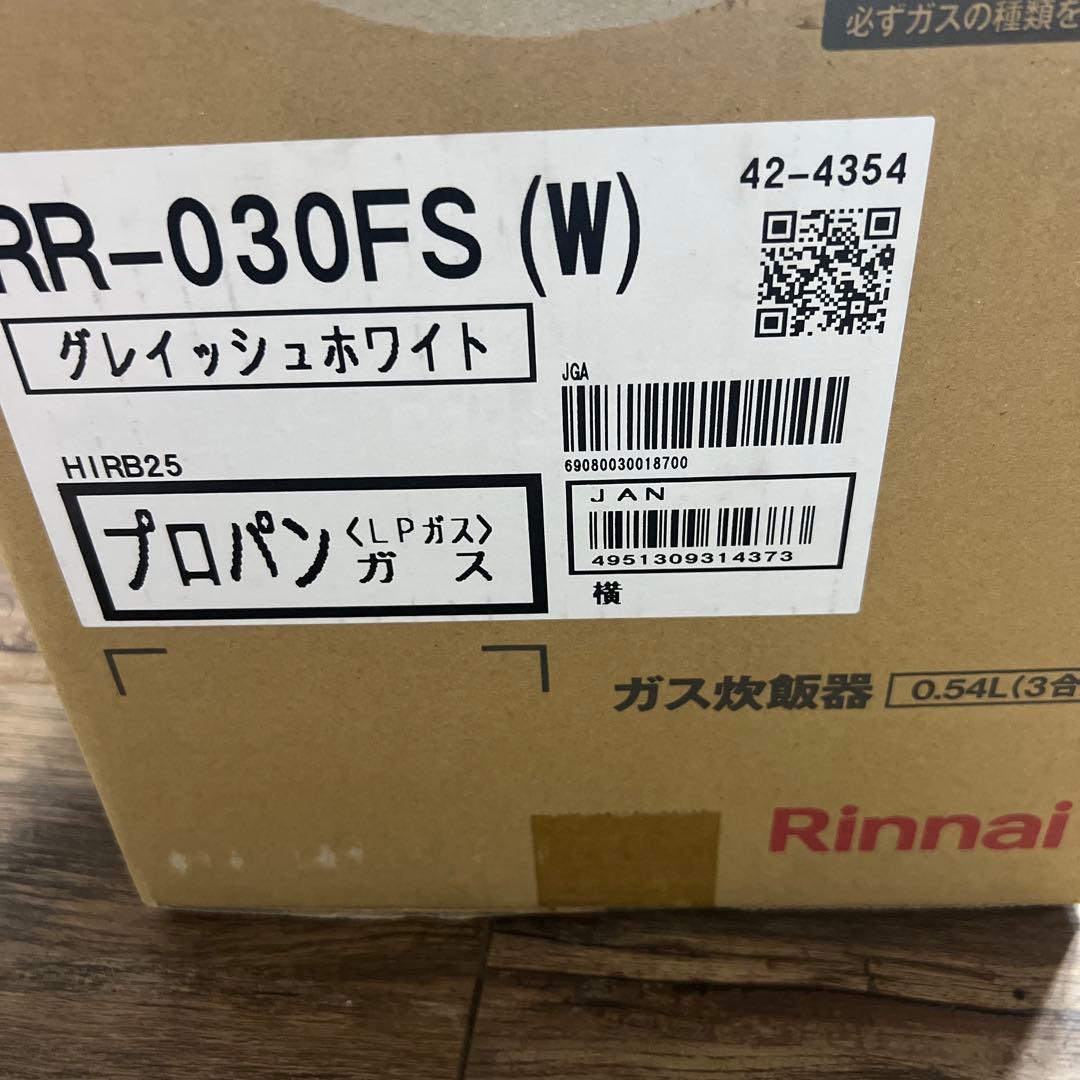 必ずガスの種類を
RR-030FS(W)
42-4354
グレイッシュホワイト
JGA
69080030018700
HIRB25
プロパン〈LPガス〉ガス
JAN
4951309314373
横
ガス炊飯器 0.54L(3合
Rinnai